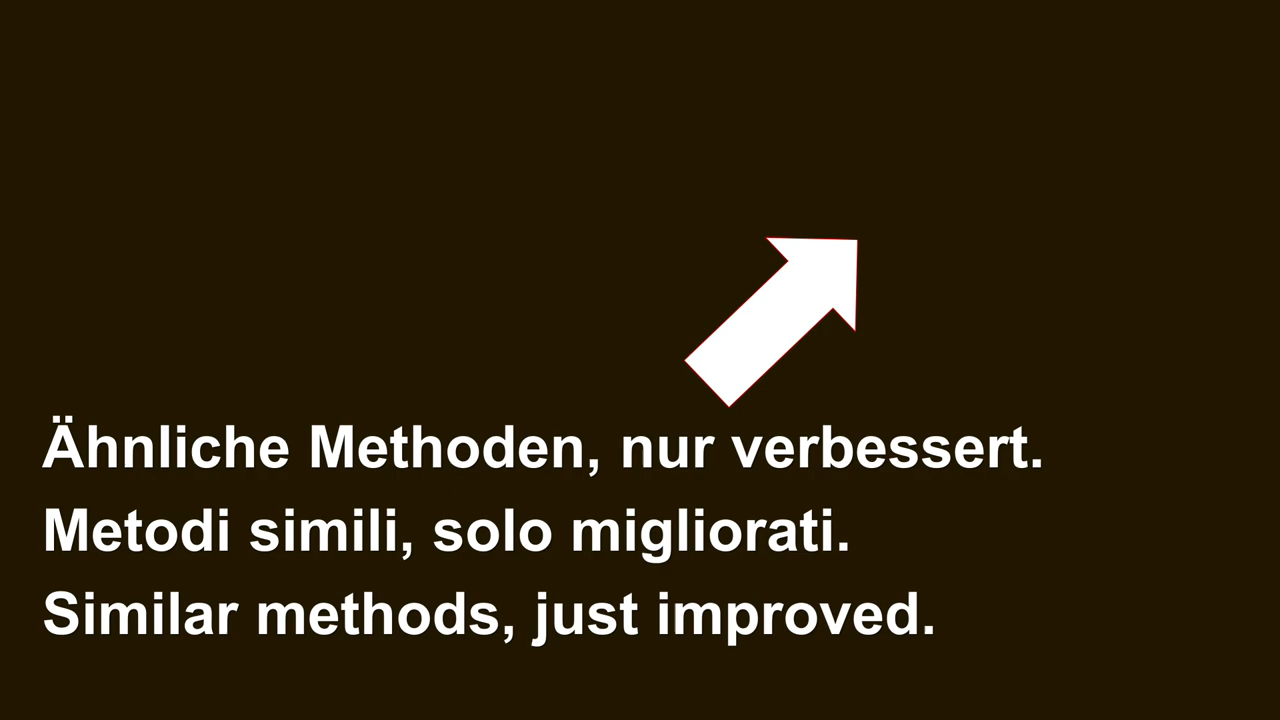 Ähnliche Methoden, nur verbessert.
Metodi simili, solo migliorati.
Similar methods, just improved.